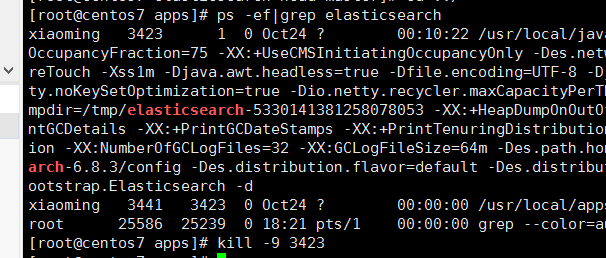 [root@centos7 apps]# ps -ef|grep elasticsearch
xiaoming   3423      1  0 Oct24 ?        00:10:22 /usr/local/java
OccupancyFraction=75 -XX:+UseCMSInitiatingOccupancyOnly -Des.netw
reTouch -Xss1m -Djava.awt.headless=true -Dfile.encoding=UTF-8 -D
ty.noKeySetOptimization=true -Dio.netty.recycler.maxCapacityPerTh
mpdir=/tmp/elasticsearch-5330141381258078053 -XX:+HeapDumpOnOutOf
ntGCDetails -XX:+PrintGCDateStamps -XX:+PrintTenuringDistribution
ion -XX:NumberOfGCLogFiles=32 -XX:GCLogFileSize=64m -Des.path.hom
arch-6.8.3/config -Des.distribution.flavor=default -Des.distribu
ootstrap.Elasticsearch -d
xiaoming   3441   3423  0 Oct24 ?        00:00:00 /usr/local/apps
root      25586  25239  0 18:21 pts/1    00:00:00 grep --color=au
[root@centos7 apps]# kill -9 3423